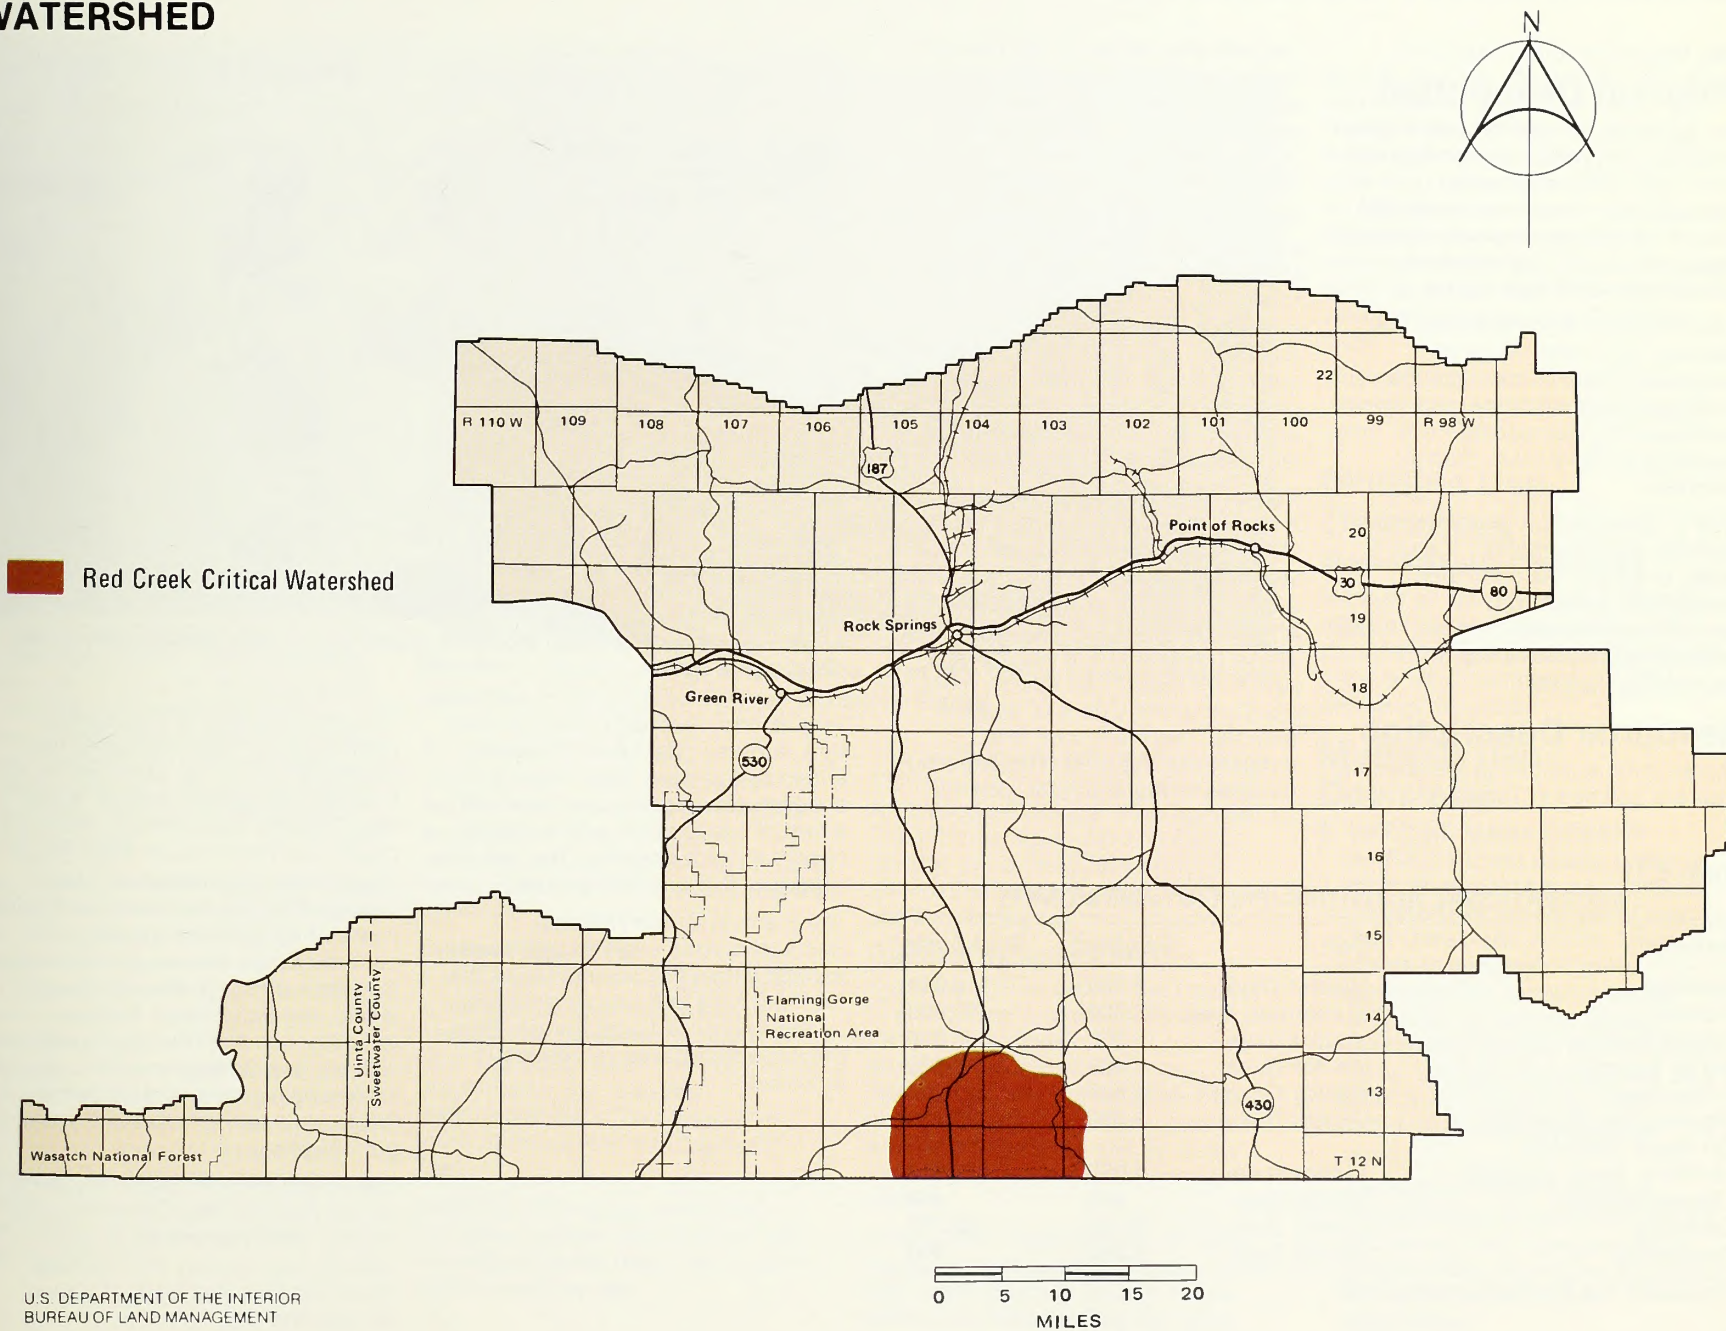 WATERSHED
N
22
R 110 W 109 108 107 106 105 104 103 102 101 100 99 R 98 W
187
Point of Rocks
20
Red Creek Critical Watershed
30
80
Rock Springs
19
Green River
18
530
17
16
15
Uinta County
Sweetwater County
Flaming Gorge
National
Recreation Area
14
13
430
Wasatch National Forest
T 12 N
0 5 10 15 20
MILES
U.S. DEPARTMENT OF THE INTERIOR
BUREAU OF LAND MANAGEMENT